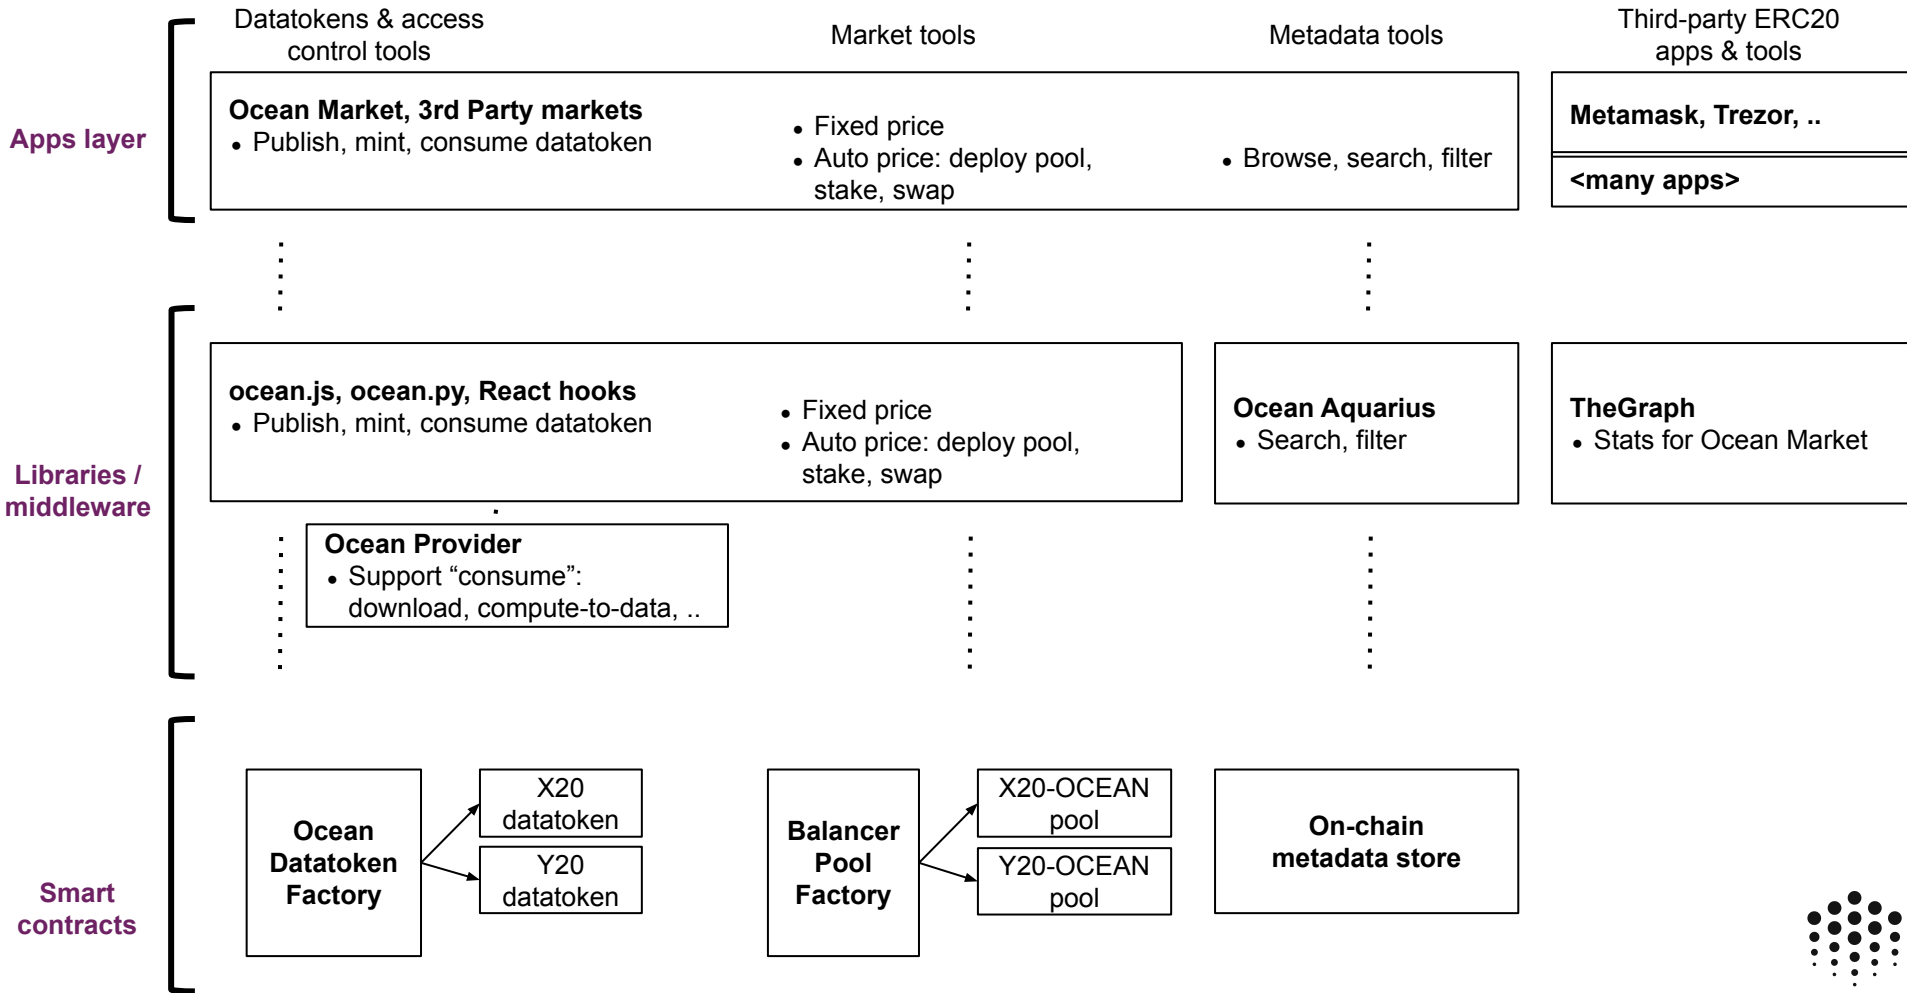 Datatokens & access
control tools
Market tools
Metadata tools
Third-party ERC20
apps & tools
Apps layer
Ocean Market, 3rd Party markets
• Publish, mint, consume datatoken
• Fixed price
• Auto price: deploy pool,
stake, swap
• Browse, search, filter
Metamask, Trezor, ..
<many apps>
Libraries /
middleware
ocean.js, ocean.py, React hooks
• Publish, mint, consume datatoken
• Fixed price
• Auto price: deploy pool,
stake, swap
Ocean Aquarius
• Search, filter
TheGraph
• Stats for Ocean Market
Ocean Provider
• Support “consume”:
download, compute-to-data, ..
Smart
contracts
Ocean
Datatoken
Factory
X20
datatoken
Y20
datatoken
Balancer
Pool
Factory
X20-OCEAN
pool
Y20-OCEAN
pool
On-chain
metadata store